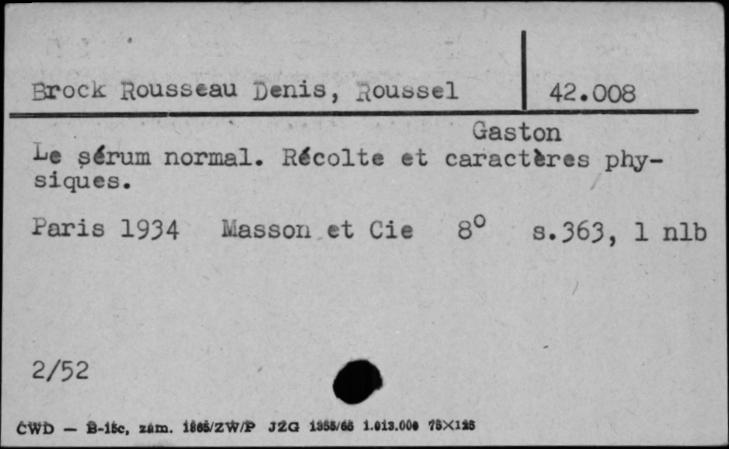 Brock Rousseau Denis, Roussel 42.008
Gaston
Le sérum normal. Récolte et caractères phy-
siques.
Paris 1934 Masson et Cie 8° s.363, 1 nlb
2/52
CWD — B-15c, zam. 1865/ZW/P JZG 1355/65 1.013.000 75×125